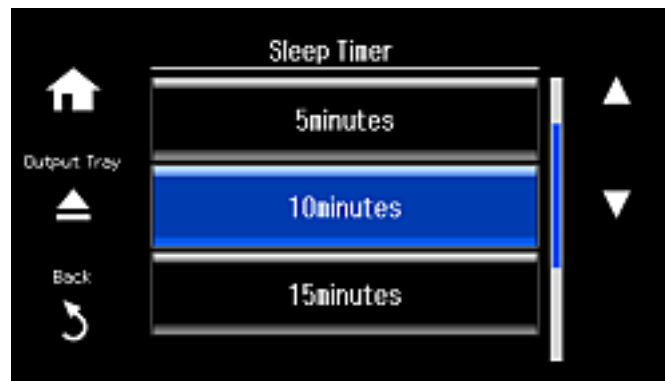 Sleep Timer
5minutes
Output Tray
10minutes
Back
15minutes